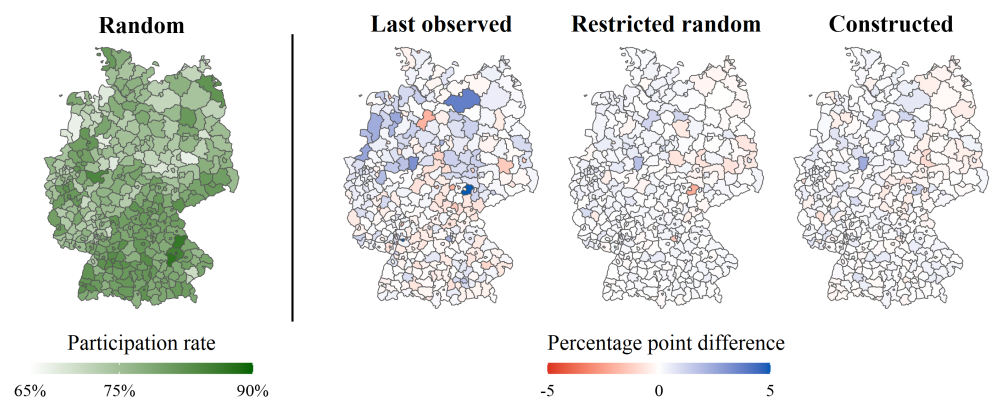 Random
Last observed
Restricted random
Constructed
Participation rate
65%
75%
90%
Percentage point difference
-5
0
5